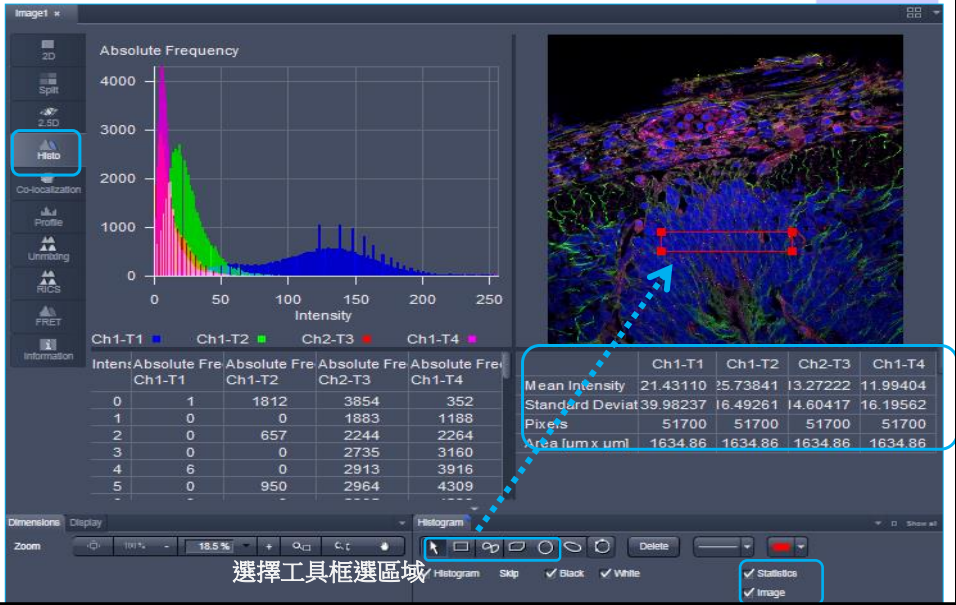 Image1 ×
2D
Split
2.5D
Histo
Co-localization
Profile
Unmixing
RICS
FRET
Information
Absolute Frequency
4000
3000
2000
1000
0
0 50 100 150 200 250
Intensity
Ch1-T1 Ch1-T2 Ch2-T3 Ch1-T4
Intens Absolute Fre Absolute Fre Absolute Fre Absolute Fre
Ch1-T1 Ch1-T2 Ch2-T3 Ch1-T4
0 1 1812 3854 352
1 0 0 1883 1188
2 0 657 2244 2264
3 0 0 2735 3160
4 6 0 2913 3916
5 0 950 2964 4309
Ch1-T1 Ch1-T2 Ch2-T3 Ch1-T4
Mean Intensity 21.43110 25.73841 13.27222 11.99404
Standard Deviat 39.98237 16.49261 14.60417 16.19562
Pixels 51700 51700 51700 51700
Area [um x um] 1634.86 1634.86 1634.86 1634.86
Dimensions Display
Zoom 100% - 18.5 % +
選擇工具框選區域
Histogram Show all
Delete
Histogram Skip Black White Statistics
Image